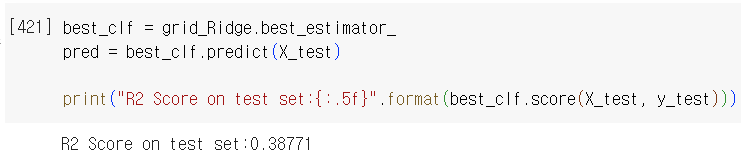 [421] best_clf = grid_Ridge.best_estimator_
pred = best_clf.predict(X_test)
print("R2 Score on test set:{:.5f}".format(best_clf.score(X_test, y_test)))
R2 Score on test set:0.38771